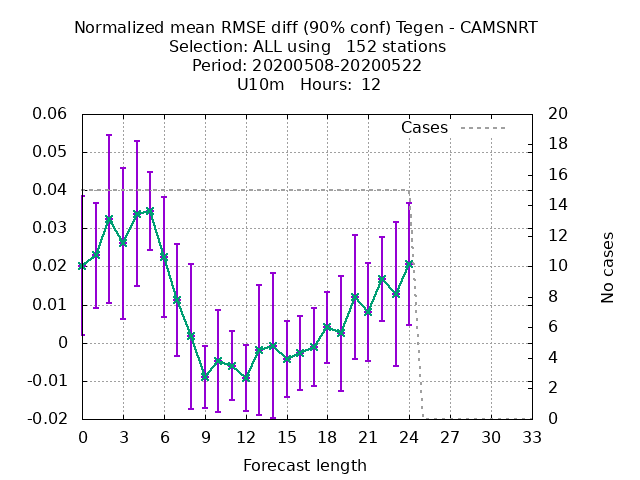 Normalized mean RMSE diff (90% conf) Tegen - CAMSNRT
Selection: ALL using   152 stations
Period: 20200508-20200522
U10m   Hours:  12
Cases
0.06
0.05
0.04
0.03
0.02
0.01
0
-0.01
-0.02
20
18
16
14
12
10
8
6
4
2
0
No cases
0 3 6 9 12 15 18 21 24 27 30 33
Forecast length